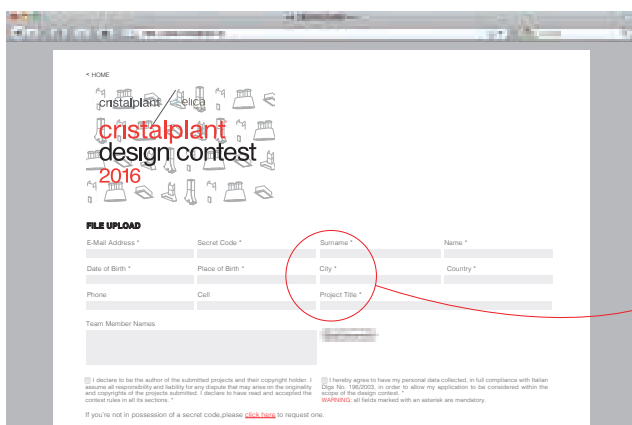 < HOME
cristalplant elica
cristalplant
design contest
2016
FILE UPLOAD
E-Mail Address * Secret Code * Surname * Name *
Date of Birth * Place of Birth * City * Country *
Phone Cell Project Title *
Team Member Names
I declare to be the author of the submitted projects and their copyright holder. I
assume all responsibility and liability for any dispute that may arise on the originality
and copyrights of the projects submitted. I declare to have read and accepted the
contest rules in all its sections. *
I hereby agree to have my personal data collected, in full compliance with Italian
Dlgs No. 196/2003, in order to allow my application to be considered within the
scope of the design contest. *
WARNING: all fields marked with an asterisk are mandatory.
If you're not in possession of a secret code,please click here to request one.